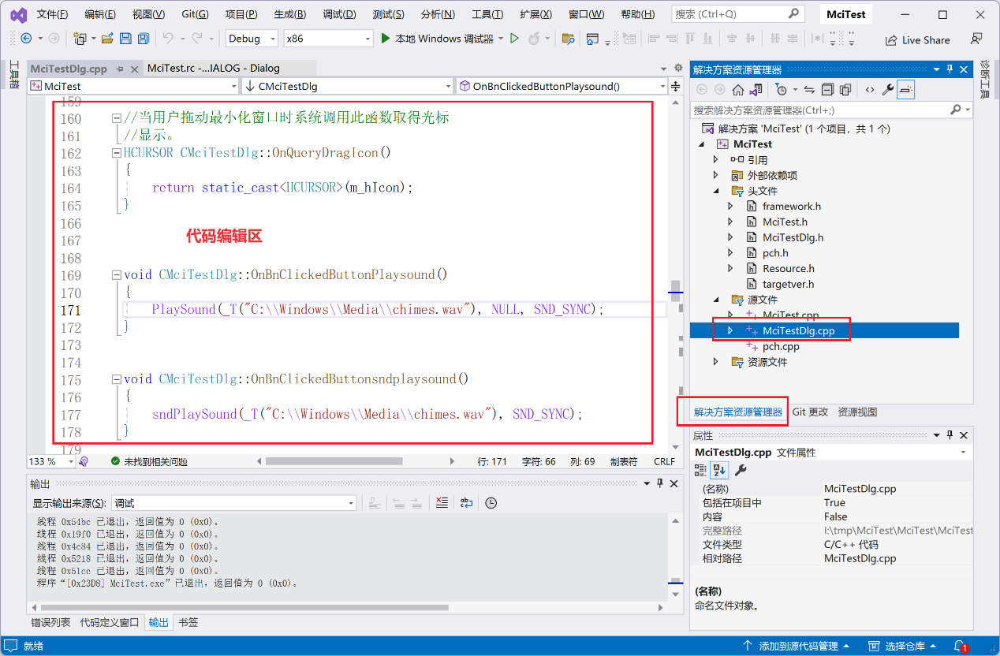 文件(F) 编辑(E) 视图(V) Git(G) 项目(P) 生成(B) 调试(D) 测试(S) 分析(N) 工具(T) 扩展(X) 窗口(W) 帮助(H) 搜索 (Ctrl+Q) MciTest
Debug x86 本地 Windows 调试器 Live Share
工具箱
MciTestDlg.cpp MciTest.rc -...IALOG - Dialog
MciTest CMciTestDlg OnBnClickedButtonPlaysound()
159
160 //当用户拖动最小化窗口时系统调用此函数取得光标
161 //显示。
162 HCURSOR CMciTestDlg::OnQueryDragIcon()
163 {
164 return static_cast<HCURSOR>(m_hIcon);
165 }
166
167 代码编辑区
168
169 void CMciTestDlg::OnBnClickedButtonPlaysound()
170 {
171 PlaySound(_T("C:\\Windows\\Media\\chimes.wav"), NULL, SND_SYNC);
172 }
173
174
175 void CMciTestDlg::OnBnClickedButtonsndplaysound()
176 {
177 sndPlaySound(_T("C:\\Windows\\Media\\chimes.wav"), SND_SYNC);
178 }
179
133 % 未找到相关问题 行: 171 字符: 66 列: 69 制表符 CRLF
输出
显示输出来源(S): 调试
线程 0x54bc 已退出，返回值为 0 (0x0)。
线程 0x19f0 已退出，返回值为 0 (0x0)。
线程 0x4c84 已退出，返回值为 0 (0x0)。
线程 0x5218 已退出，返回值为 0 (0x0)。
线程 0x51cc 已退出，返回值为 0 (0x0)。
程序“[0x23D8] MciTest.exe”已退出，返回值为 0 (0x0)。
错误列表 代码定义窗口 输出 书签
解决方案资源管理器
搜索解决方案资源管理器(Ctrl+;)
解决方案 'MciTest' (1 个项目，共 1 个)
MciTest
引用
外部依赖项
头文件
framework.h
MciTest.h
MciTestDlg.h
pch.h
Resource.h
targetver.h
源文件
MciTest.cpp
MciTestDlg.cpp
pch.cpp
资源文件
解决方案资源管理器 Git 更改 资源视图
属性
MciTestDlg.cpp 文件属性
(名称) MciTestDlg.cpp
包括在项目中 True
内容 False
完整路径 I:\tmp\MciTest\MciTest\MciTest
文件类型 C/C++ 代码
相对路径 MciTestDlg.cpp
(名称)
命名文件对象。
诊断工具
就绪 添加到源代码管理 选择仓库 1